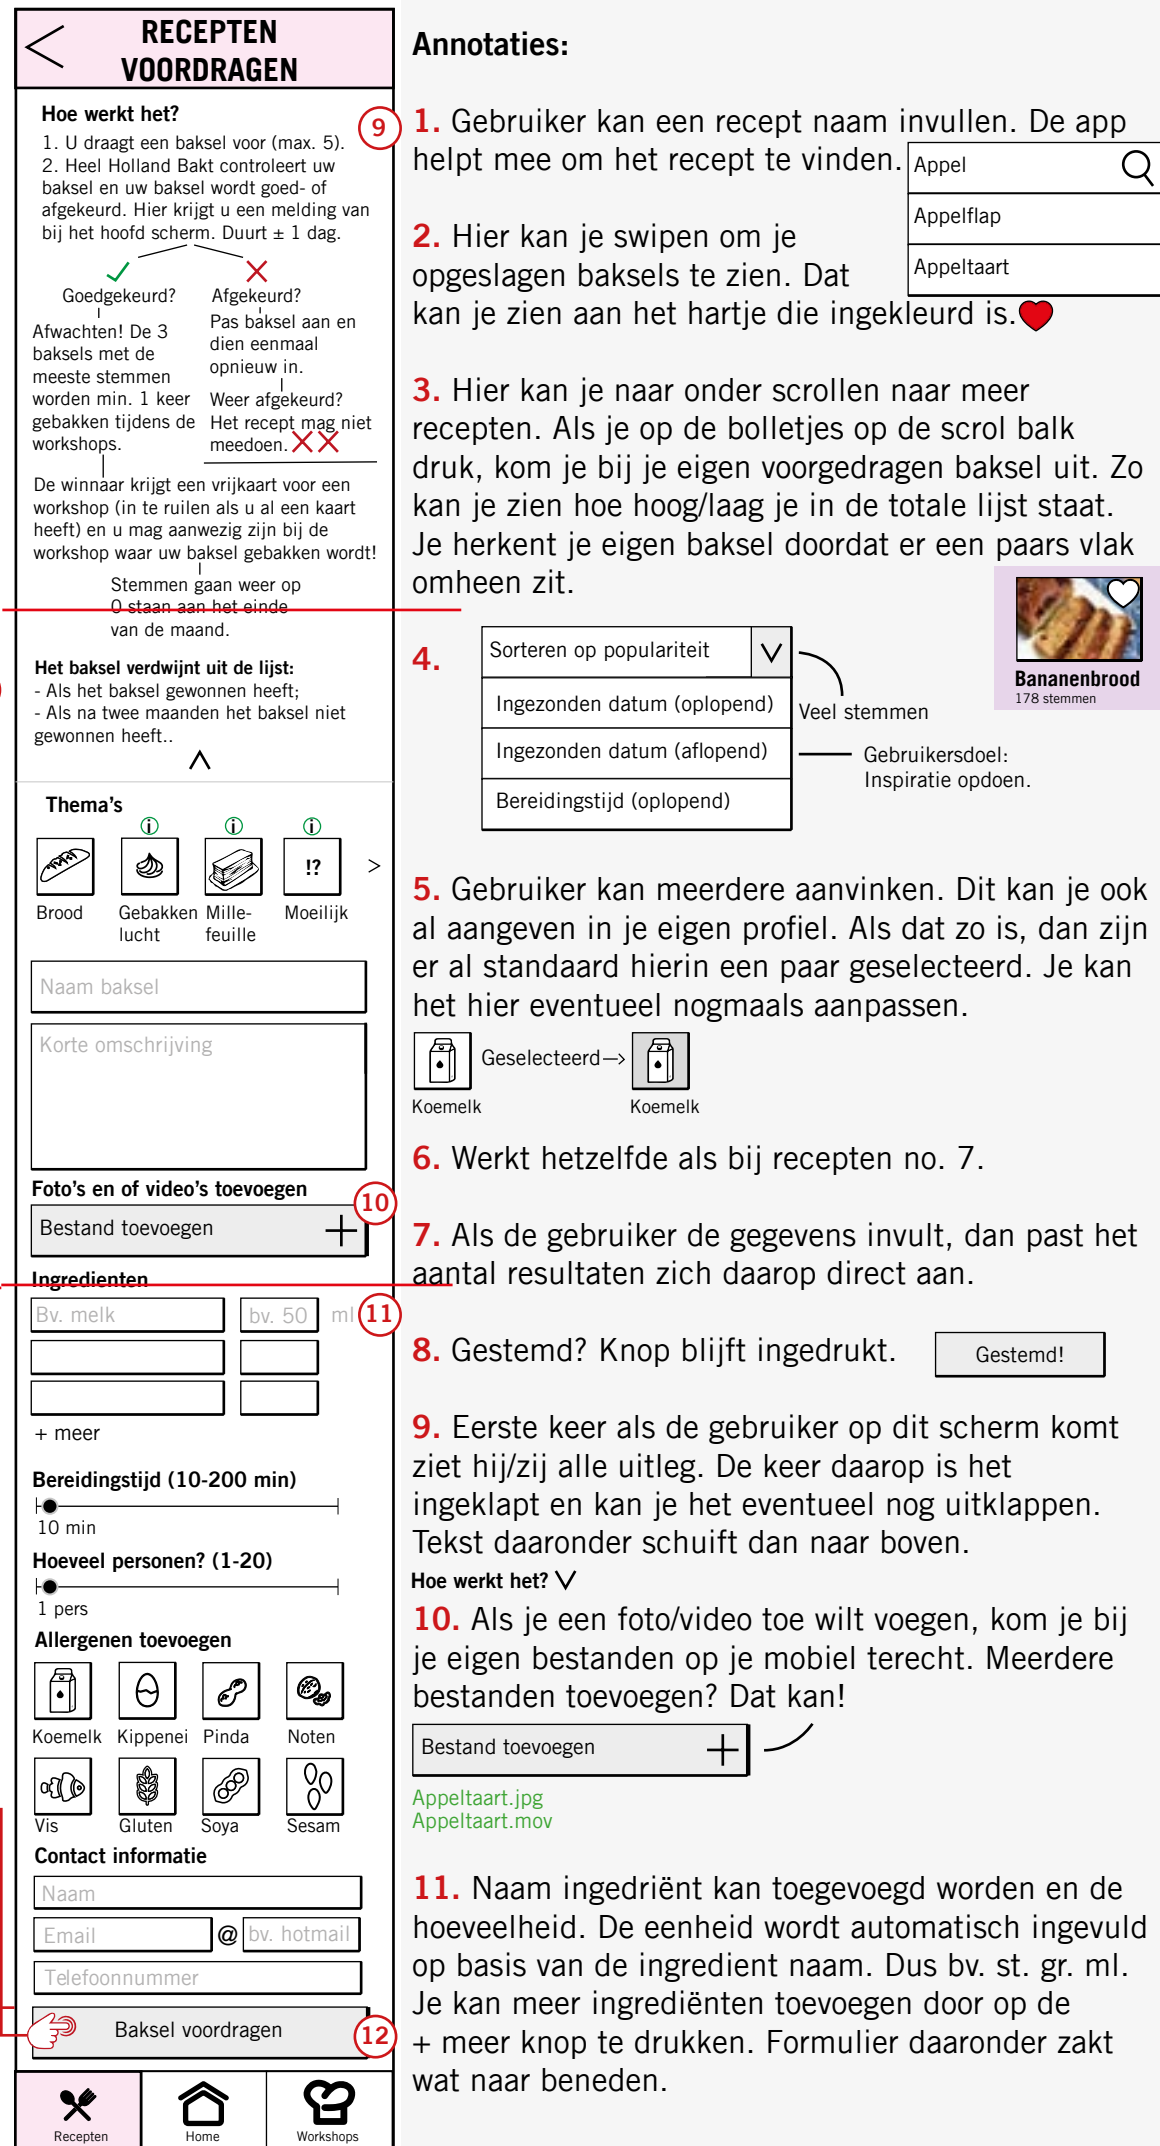 RECEPTEN
VOORDRAGEN
Hoe werkt het?
9
1. U draagt een baksel voor (max. 5).
2. Heel Holland Bakt controleert uw
baksel en uw baksel wordt goed- of
afgekeurd. Hier krijgt u een melding van
bij het hoofd scherm. Duurt ± 1 dag.
Goedgekeurd?
Afwachten! De 3
baksels met de
meeste stemmen
worden min. 1 keer
gebakken tijdens de
workshops.
Afgekeurd?
Pas baksel aan en
dien eenmaal
opnieuw in.
Weer afgekeurd?
Het recept mag niet
meedoen.
De winnaar krijgt een vrijkaart voor een
workshop (in te ruilen als u al een kaart
heeft) en u mag aanwezig zijn bij de
workshop waar uw baksel gebakken wordt!
Stemmen gaan weer op
0 staan aan het einde
van de maand.
Het baksel verdwijnt uit de lijst:
- Als het baksel gewonnen heeft;
- Als na twee maanden het baksel niet
gewonnen heeft..
Thema's
Brood
Gebakken
lucht
Mille-
feuille
!?
Moeilijk
>
Naam baksel
Korte omschrijving
Foto's en of video's toevoegen
10
Bestand toevoegen
Ingredienten
Bv. melk
bv. 50
ml
11
+ meer
Bereidingstijd (10-200 min)
10 min
Hoeveel personen? (1-20)
1 pers
Allergenen toevoegen
Koemelk Kippenei Pinda Noten
Vis Gluten Soya Sesam
Contact informatie
Naam
Email @ bv. hotmail
Telefoonnummer
Baksel voordragen
12
Recepten Home Workshops
Annotaties:
1. Gebruiker kan een recept naam invullen. De app
helpt mee om het recept te vinden.
Appel
Appelflap
Appeltaart
2. Hier kan je swipen om je
opgeslagen baksels te zien. Dat
kan je zien aan het hartje die ingekleurd is.
3. Hier kan je naar onder scrollen naar meer
recepten. Als je op de bolletjes op de scrol balk
druk, kom je bij je eigen voorgedragen baksel uit. Zo
kan je zien hoe hoog/laag je in de totale lijst staat.
Je herkent je eigen baksel doordat er een paars vlak
omheen zit.
Bananenbrood
178 stemmen
4.
Sorteren op populariteit
Ingezonden datum (oplopend)
Ingezonden datum (aflopend)
Bereidingstijd (oplopend)
Veel stemmen
Gebruikersdoel:
Inspiratie opdoen.
5. Gebruiker kan meerdere aanvinken. Dit kan je ook
al aangeven in je eigen profiel. Als dat zo is, dan zijn
er al standaard hierin een paar geselecteerd. Je kan
het hier eventueel nogmaals aanpassen.
Geselecteerd
Koemelk Koemelk
6. Werkt hetzelfde als bij recepten no. 7.
7. Als de gebruiker de gegevens invult, dan past het
aantal resultaten zich daarop direct aan.
8. Gestemd? Knop blijft ingedrukt.
Gestemd!
9. Eerste keer als de gebruiker op dit scherm komt
ziet hij/zij alle uitleg. De keer daarop is het
ingeklapt en kan je het eventueel nog uitklappen.
Tekst daaronder schuift dan naar boven.
Hoe werkt het?
10. Als je een foto/video toe wilt voegen, kom je bij
je eigen bestanden op je mobiel terecht. Meerdere
bestanden toevoegen? Dat kan!
Bestand toevoegen
Appeltaart.jpg
Appeltaart.mov
11. Naam ingedriënt kan toegevoegd worden en de
hoeveelheid. De eenheid wordt automatisch ingevuld
op basis van de ingredient naam. Dus bv. st. gr. ml.
Je kan meer ingrediënten toevoegen door op de
+ meer knop te drukken. Formulier daaronder zakt
wat naar beneden.